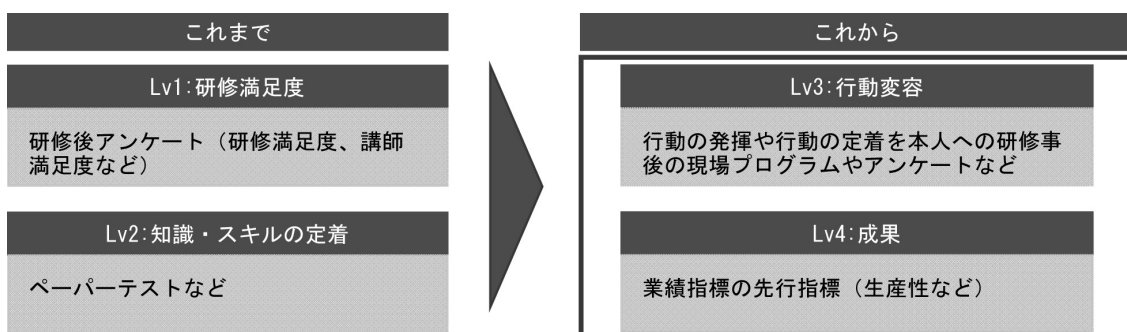 これまで
Lv1:研修満足度
研修後アンケート（研修満足度、講師
満足度など）
Lv2:知識・スキルの定着
ペーパーテストなど
これから
Lv3:行動変容
行動の発揮や行動の定着を本人への研修事
後の現場プログラムやアンケートなど
Lv4:成果
業績指標の先行指標（生産性など）